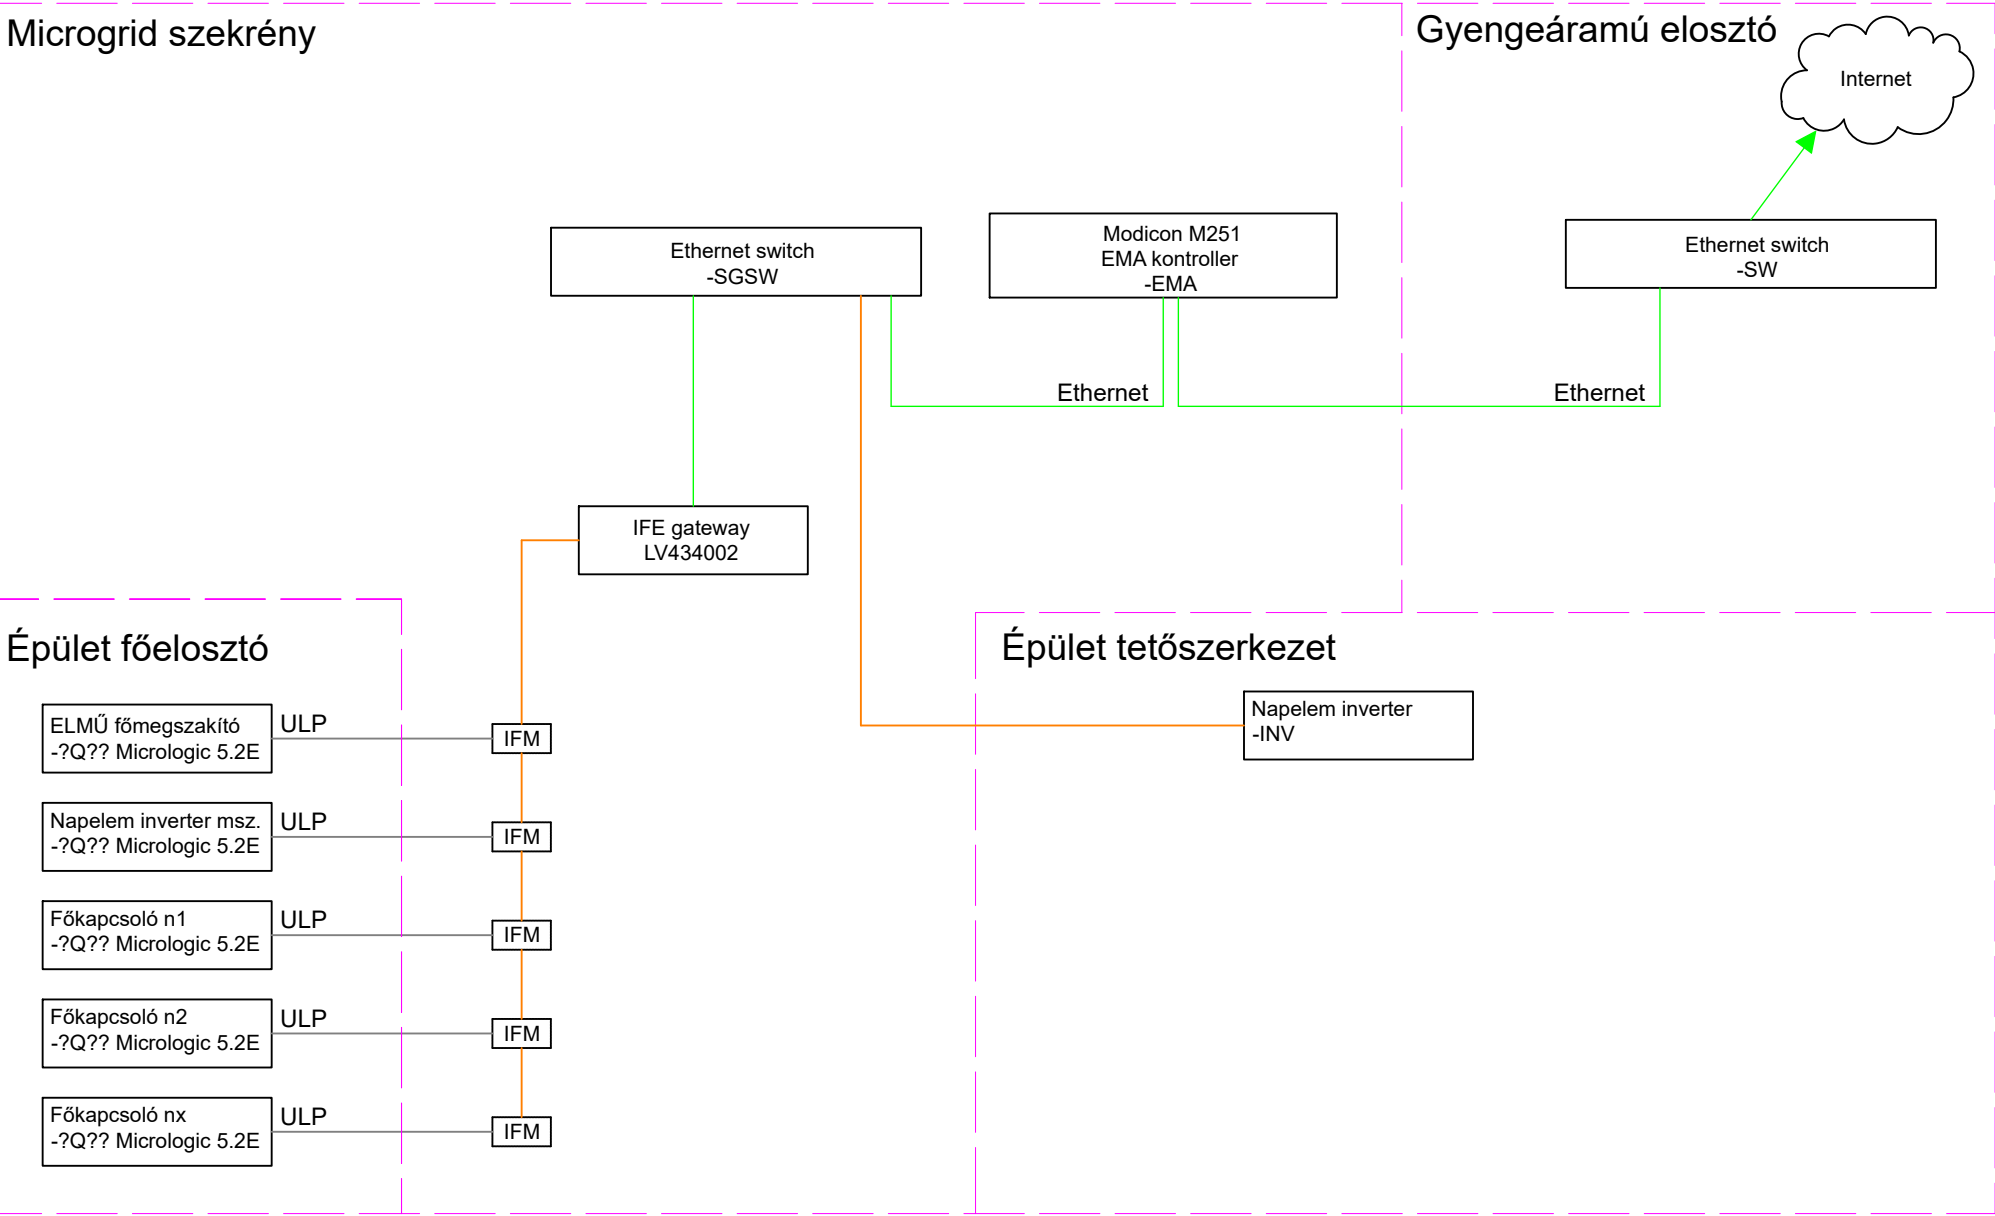 Microgrid szekrény
Gyengeáramú elosztó
Internet
Ethernet switch
-SGSW
Modicon M251
EMA kontroller
-EMA
Ethernet switch
-SW
Ethernet
Ethernet
IFE gateway
LV434002
Épület főelosztó
Épület tetőszerkezet
ELMŰ főmegszakító
-?Q?? Micrologic 5.2E
ULP
IFM
Napelem inverter
-INV
Napelem inverter msz.
-?Q?? Micrologic 5.2E
ULP
IFM
Főkapcsoló n1
-?Q?? Micrologic 5.2E
ULP
IFM
Főkapcsoló n2
-?Q?? Micrologic 5.2E
ULP
IFM
Főkapcsoló nx
-?Q?? Micrologic 5.2E
ULP
IFM